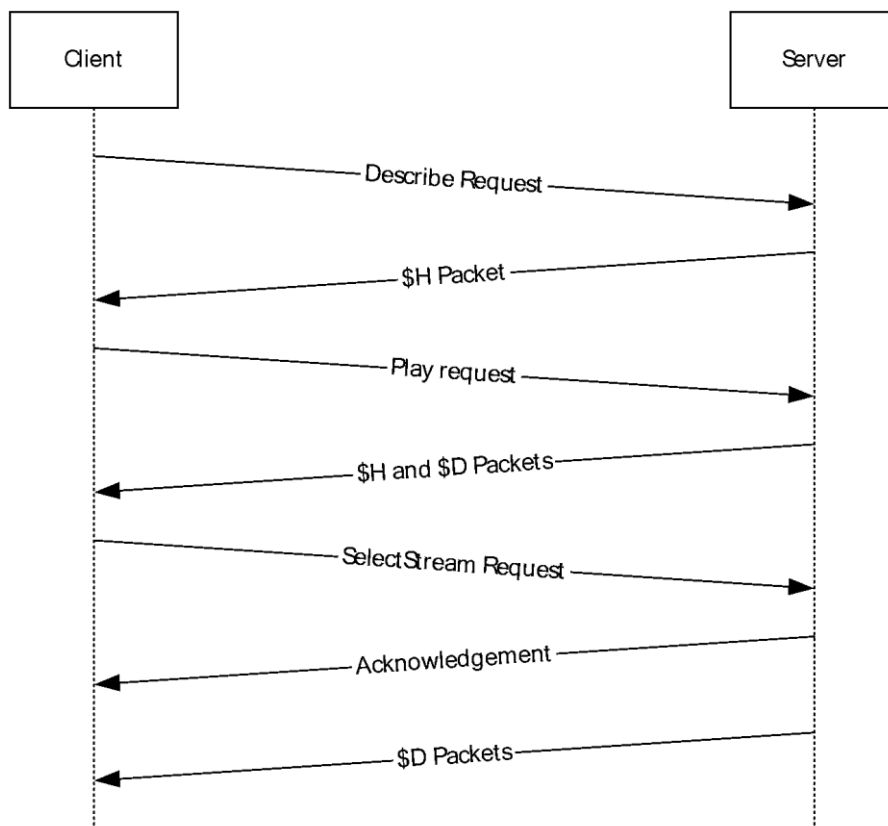 Client
Server
Describe Request
$H Packet
Play request
$H and $D Packets
SelectStream Request
Acknowledgement
$D Packets